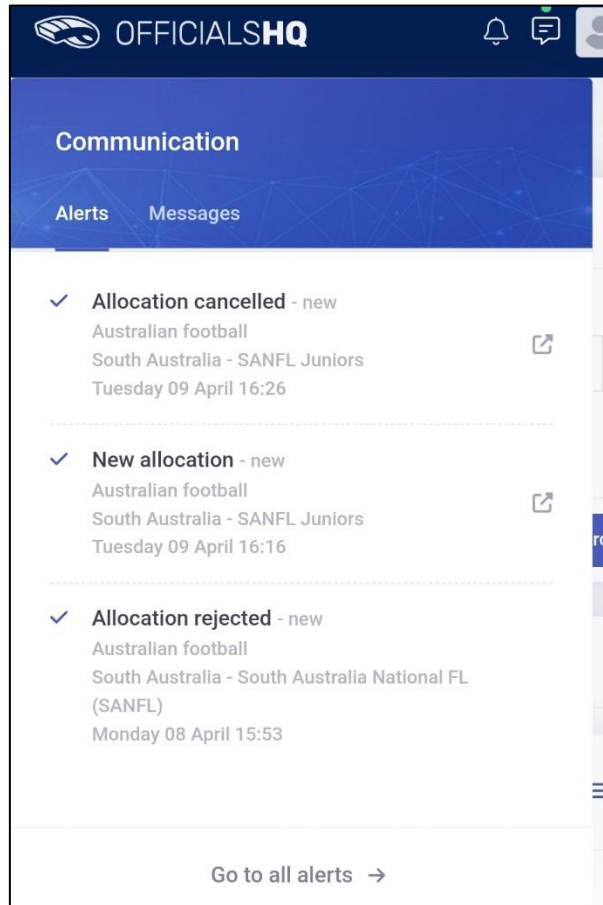 OFFICIALSHQ
Communication
Alerts Messages
Allocation cancelled - new
Australian football
South Australia - SANFL Juniors
Tuesday 09 April 16:26
New allocation - new
Australian football
South Australia - SANFL Juniors
Tuesday 09 April 16:16
Allocation rejected - new
Australian football
South Australia - South Australia National FL
(SANFL)
Monday 08 April 15:53
Go to all alerts →